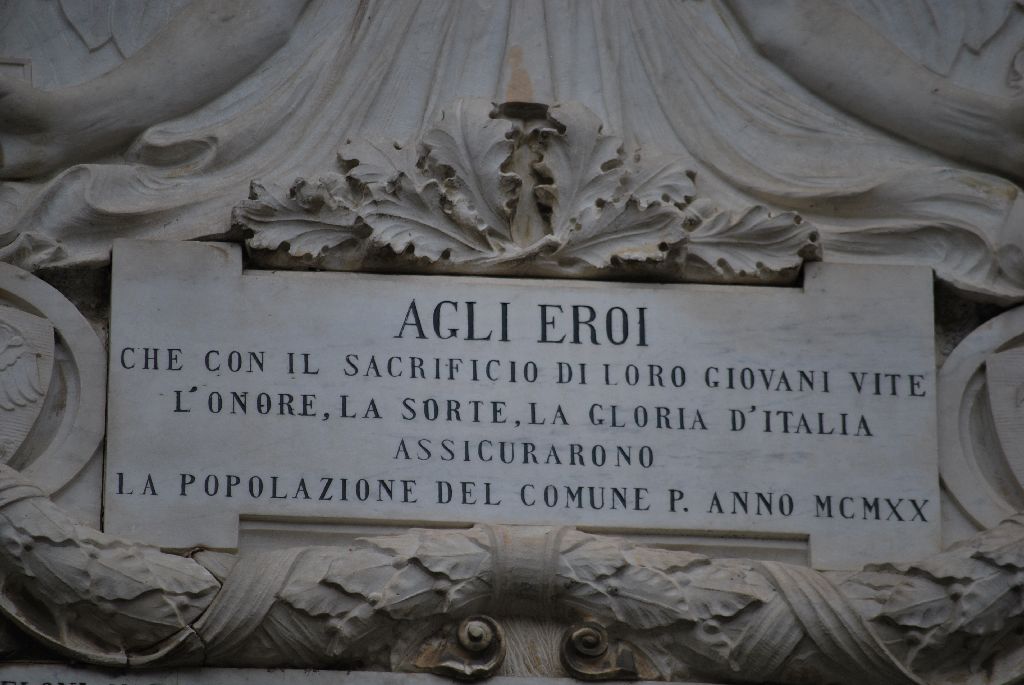 AGLI EROI
CHE CON IL SACRIFICIO DI LORO GIOVANI VITE
L'ONORE, LA SORTE, LA GLORIA D'ITALIA
ASSICURARONO
LA POPOLAZIONE DEL COMUNE P. ANNO MCMXX